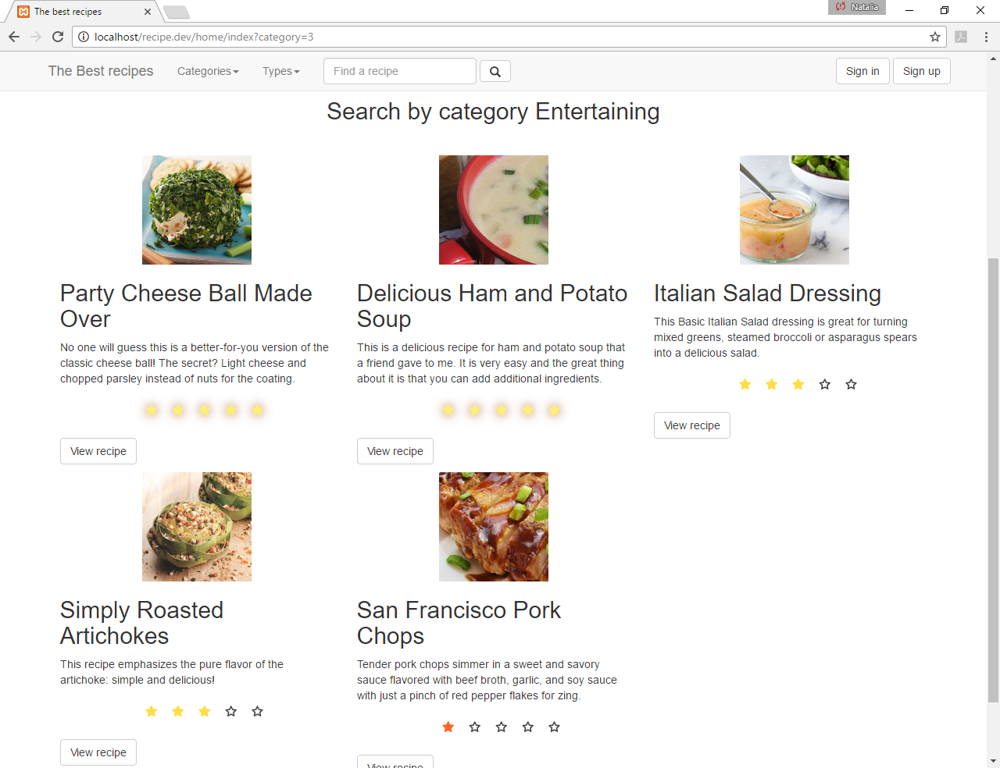 The best recipes
Natalia
localhost/recipe.dev/home/index?category=3
The Best recipes Categories Types Find a recipe Sign in Sign up
Search by category Entertaining
Party Cheese Ball Made
Over
No one will guess this is a better-for-you version of the
classic cheese ball! The secret? Light cheese and
chopped parsley instead of nuts for the coating.
View recipe
Delicious Ham and Potato
Soup
This is a delicious recipe for ham and potato soup that
a friend gave to me. It is very easy and the great thing
about it is that you can add additional ingredients.
View recipe
Italian Salad Dressing
This Basic Italian Salad dressing is great for turning
mixed greens, steamed broccoli or asparagus spears
into a delicious salad.
View recipe
Simply Roasted
Artichokes
This recipe emphasizes the pure flavor of the
artichoke: simple and delicious!
View recipe
San Francisco Pork
Chops
Tender pork chops simmer in a sweet and savory
sauce flavored with beef broth, garlic, and soy sauce
with just a pinch of red pepper flakes for zing.
View recipe